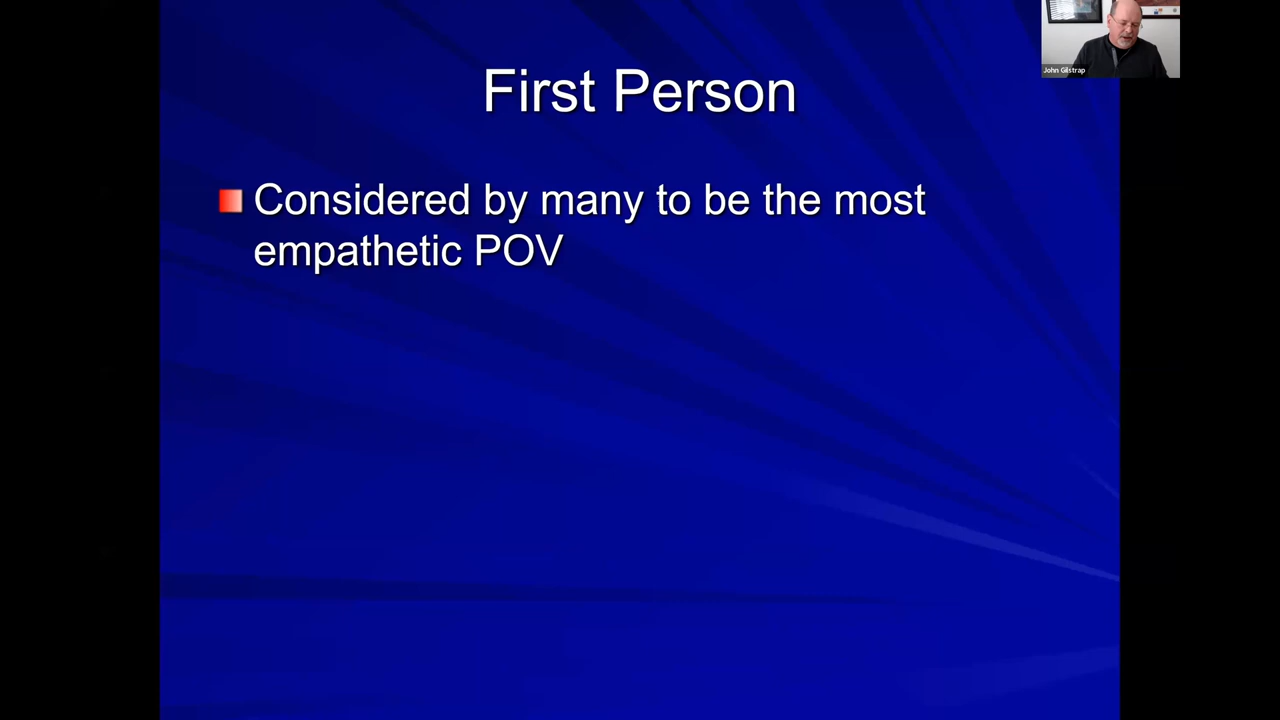 John Gilstrap
First Person
Considered by many to be the most
empathetic POV